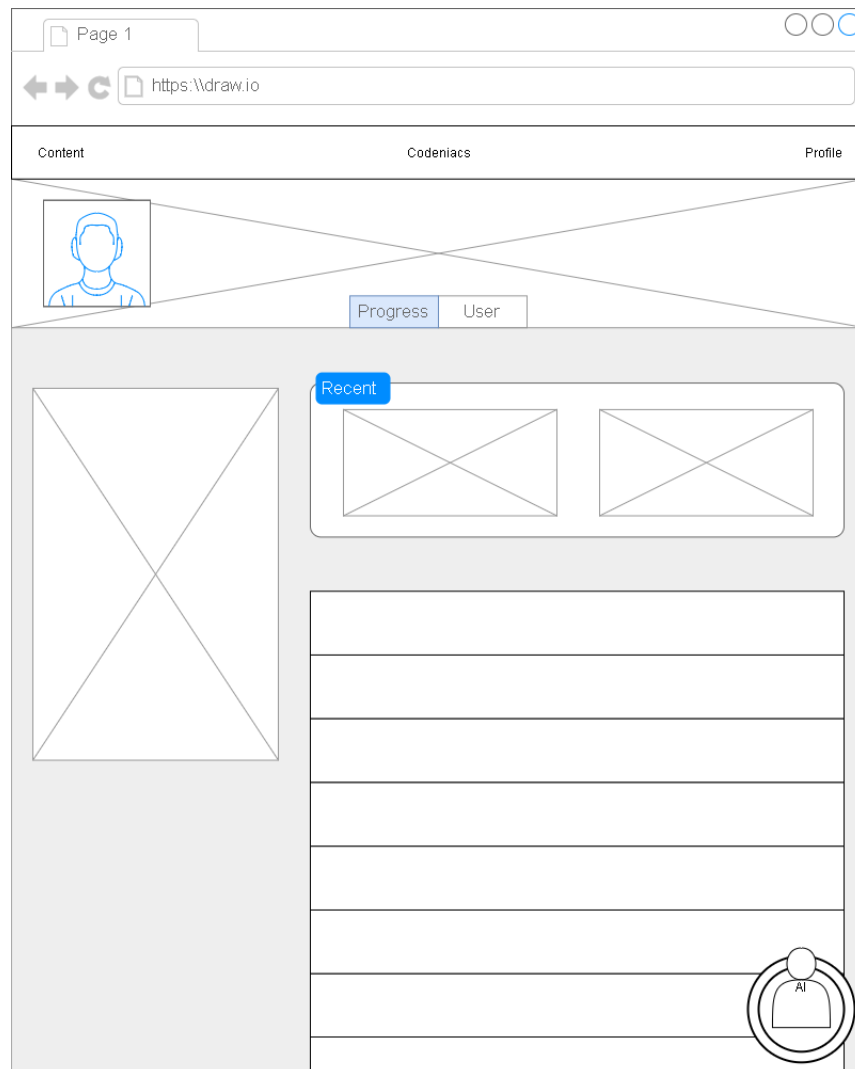 Page 1
https:\\draw.io
Content
Codeniacs
Profile
Progress
User
Recent
AI